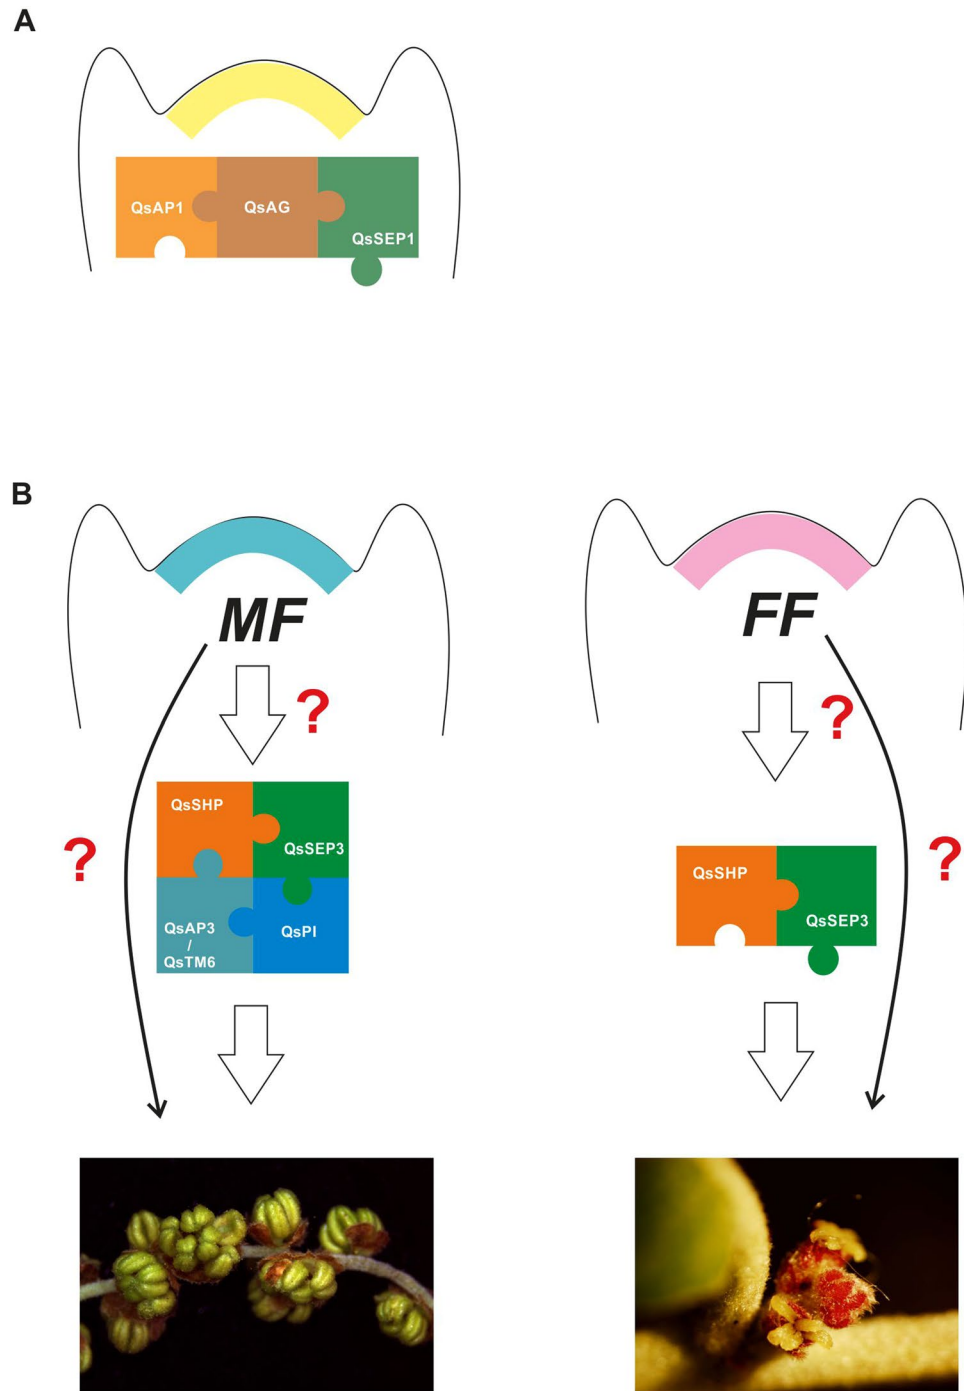 A
QsAP1
QsAG
QsSEP1
B
MF
FF
?
?
QsSHP
QsSEP3
?
?
QsSHP
QsSEP3
QsAP3
/
QsTM6
QsPI